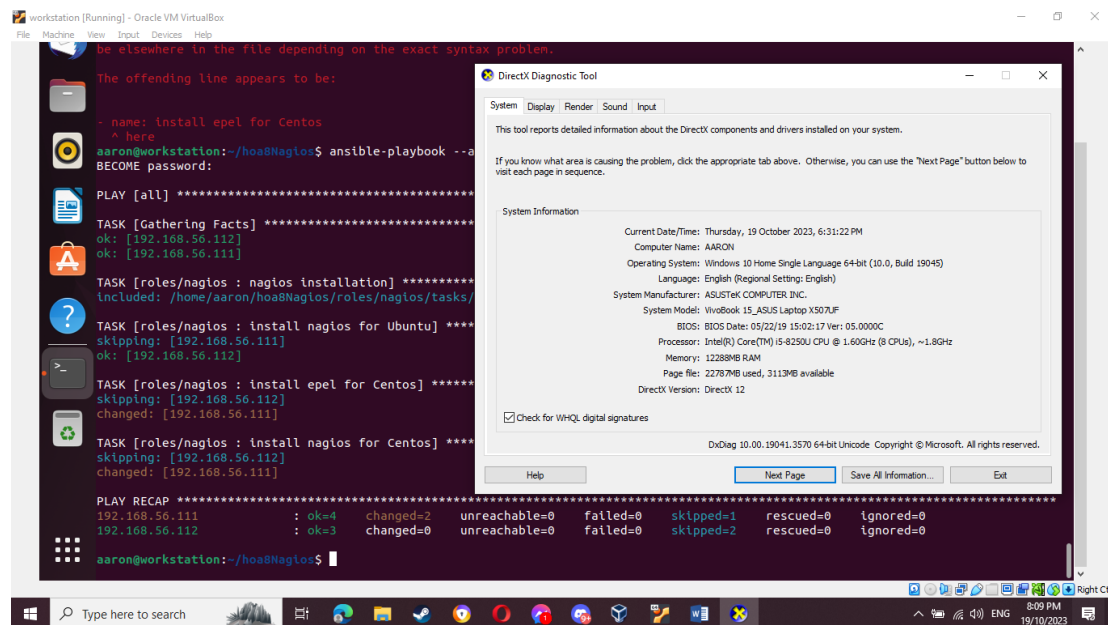 workstation [Running] - Oracle VM VirtualBox
File Machine View Input Devices Help
be elsewhere in the file depending on the exact syntax problem.
The offending line appears to be:
- name: install epel for Centos
^ here
aaron@workstation:~/hoa8Nagios$ ansible-playbook --a
BECOME password:
PLAY [all] **********************************
TASK [Gathering Facts] *************************
ok: [192.168.56.112]
ok: [192.168.56.111]
TASK [roles/nagios : nagios installation] **********
included: /home/aaron/hoa8Nagios/roles/nagios/tasks/
TASK [roles/nagios : install nagios for Ubuntu] ****
skipping: [192.168.56.111]
ok: [192.168.56.112]
TASK [roles/nagios : install epel for Centos] ******
skipping: [192.168.56.112]
changed: [192.168.56.111]
TASK [roles/nagios : install nagios for Centos] ****
skipping: [192.168.56.112]
changed: [192.168.56.111]
PLAY RECAP *********************************************************************
192.168.56.111 : ok=4 changed=2 unreachable=0 failed=0 skipped=1 rescued=0 ignored=0
192.168.56.112 : ok=3 changed=0 unreachable=0 failed=0 skipped=2 rescued=0 ignored=0
aaron@workstation:~/hoa8Nagios$
DirectX Diagnostic Tool
System Display Render Sound Input
This tool reports detailed information about the DirectX components and drivers installed on your system.
If you know what area is causing the problem, click the appropriate tab above. Otherwise, you can use the "Next Page" button below to
visit each page in sequence.
System Information
Current Date/Time: Thursday, 19 October 2023, 6:31:22 PM
Computer Name: AARON
Operating System: Windows 10 Home Single Language 64-bit (10.0, Build 19045)
Language: English (Regional Setting: English)
System Manufacturer: ASUSTeK COMPUTER INC.
System Model: VivoBook 15_ASUS Laptop X507UF
BIOS: BIOS Date: 05/22/19 15:02:17 Ver: 05.0000C
Processor: Intel(R) Core(TM) i5-8250U CPU @ 1.60GHz (8 CPUs), ~1.8GHz
Memory: 12288MB RAM
Page file: 22787MB used, 3113MB available
DirectX Version: DirectX 12
Check for WHQL digital signatures
DxDiag 10.00.19041.3570 64-bit Unicode Copyright © Microsoft. All rights reserved.
Help Next Page Save All Information... Exit
Right Ct
Type here to search
ENG
8:09 PM
19/10/2023